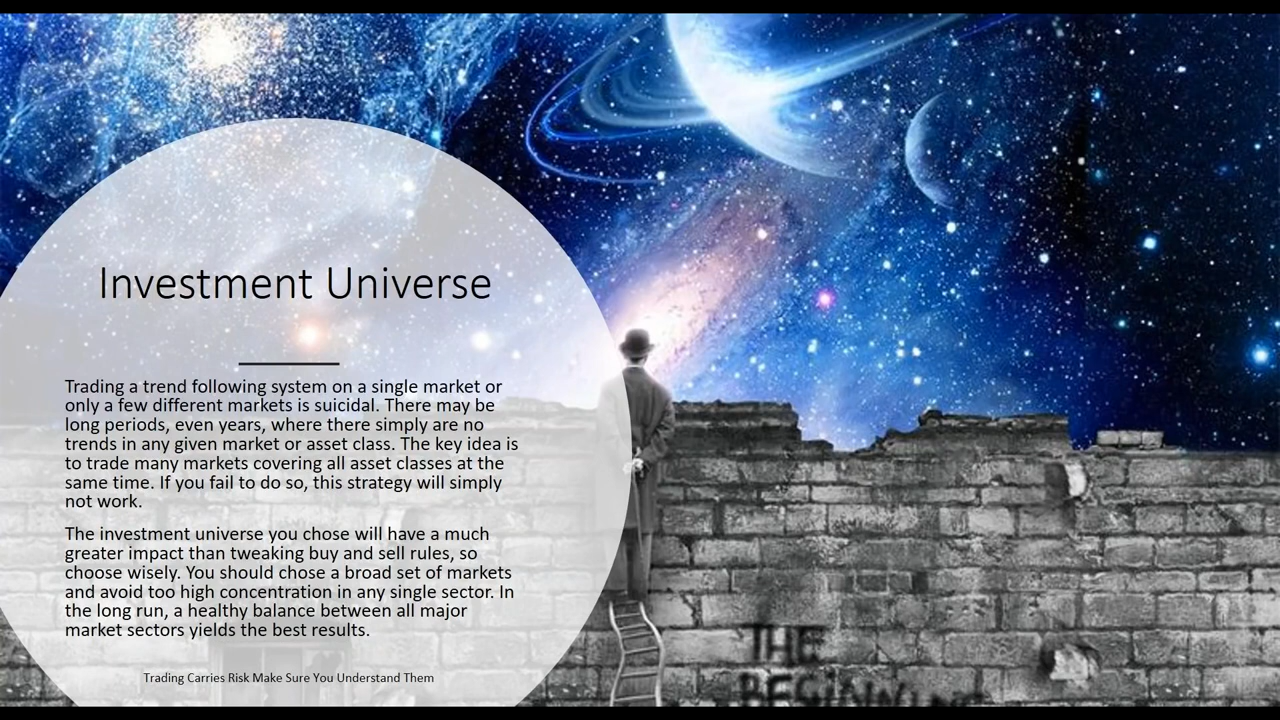 Investment Universe
Trading a trend following system on a single market or
only a few different markets is suicidal. There may be
long periods, even years, where there simply are no
trends in any given market or asset class. The key idea is
to trade many markets covering all asset classes at the
same time. If you fail to do so, this strategy will simply
not work.
The investment universe you chose will have a much
greater impact than tweaking buy and sell rules, so
choose wisely. You should chose a broad set of markets
and avoid too high concentration in any single sector. In
the long run, a healthy balance between all major
market sectors yields the best results.
Trading Carries Risk Make Sure You Understand Them
THE
BEGINNING